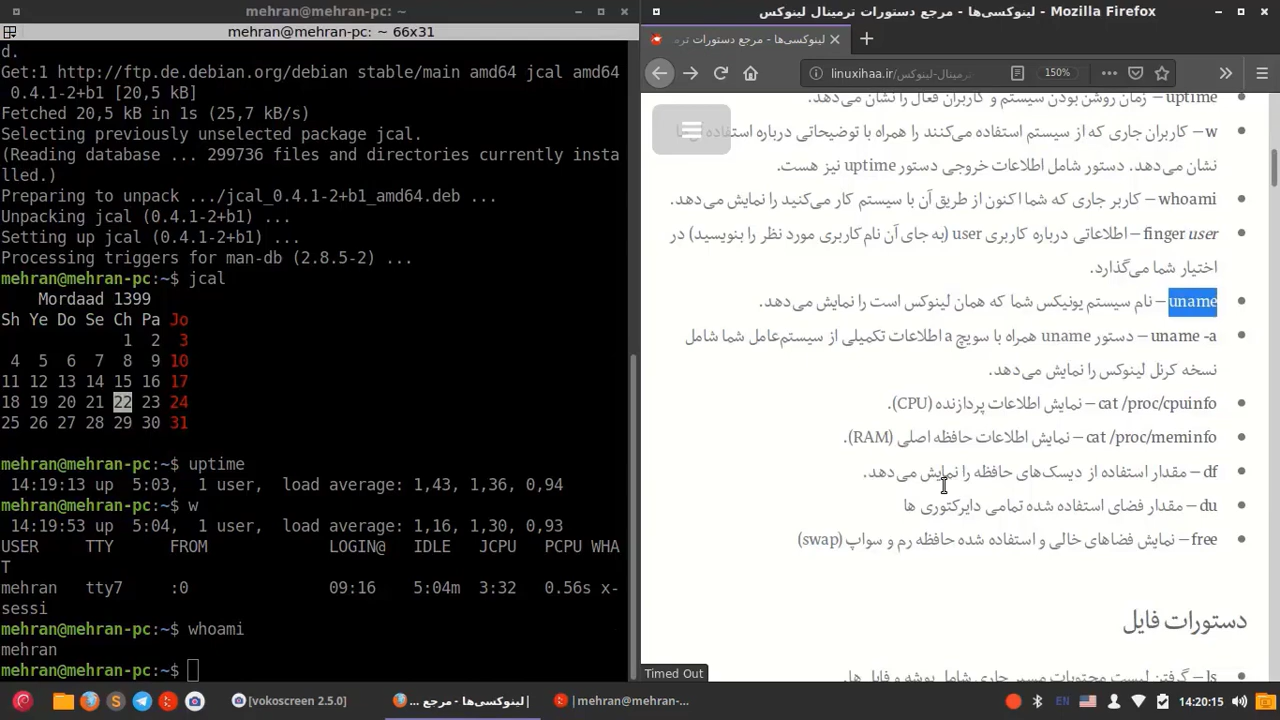 mehran@mehran-pc: ~
mehran@mehran-pc: ~ 66x31
d.
Get:1 http://ftp.de.debian.org/debian stable/main amd64 jcal amd64
0.4.1-2+b1 [20,5 kB]
Fetched 20,5 kB in 1s (25,7 kB/s)
Selecting previously unselected package jcal.
(Reading database ... 299736 files and directories currently insta
lled.)
Preparing to unpack .../jcal_0.4.1-2+b1_amd64.deb ...
Unpacking jcal (0.4.1-2+b1) ...
Setting up jcal (0.4.1-2+b1) ...
Processing triggers for man-db (2.8.5-2) ...
mehran@mehran-pc:~$ jcal
Mordaad 1399
Sh Ye Do Se Ch Pa Jo
1 2 3
4 5 6 7 8 9 10
11 12 13 14 15 16 17
18 19 20 21 22 23 24
25 26 27 28 29 30 31
mehran@mehran-pc:~$ uptime
14:19:13 up 5:03, 1 user, load average: 1,43, 1,36, 0,94
mehran@mehran-pc:~$ w
14:19:53 up 5:04, 1 user, load average: 1,16, 1,30, 0,93
USER TTY FROM LOGIN@ IDLE JCPU PCPU WHA
T
mehran tty7 :0 09:16 5:04m 3:32 0.56s x-
sessi
mehran@mehran-pc:~$ whoami
mehran
mehran@mehran-pc:~$
لینوکسی‌ها - مرجع دستورات ترمینال لینوکس - Mozilla Firefox
لینوکسی‌ها - مرجع دستورات تره
linuxihaa.ir/ترمینال-لینوکس
150%
uptime – زمان روشن بودن سیستم و کاربران فعال را نشان می‌دهد.
w – کاربران جاری که از سیستم استفاده می‌کنند را همراه با توضیحاتی درباره استفاده
نشان می‌دهد. دستور شامل اطلاعات خروجی دستور uptime نیز هست.
whoami – کاربر جاری که شما اکنون از طریق آن با سیستم کار می‌کنید را نمایش می‌دهد.
finger user – اطلاعاتی درباره کاربری user (به جای آن نام کاربری مورد نظر را بنویسید) در
اختیار شما می‌گذارد.
uname – نام سیستم یونیکس شما که همان لینوکس است را نمایش می‌دهد.
uname -a – دستور uname همراه با سویچ a اطلاعات تکمیلی از سیستم‌عامل شما شامل
نسخه کرنل لینوکس را نمایش می‌دهد.
cat /proc/cpuinfo – نمایش اطلاعات پردازنده (CPU).
cat /proc/meminfo – نمایش اطلاعات حافظه اصلی (RAM).
df – مقدار استفاده از دیسک‌های حافظه را نمایش می‌دهد.
du – مقدار فضای استفاده شده تمامی دایرکتوری ها
free – نمایش فضاهای خالی و استفاده شده حافظه رم و سواپ (swap)
دستورات فایل
ls – گرفتن لیست محتویات مسیر جاری شامل پوشه و فایل ها.
Timed Out
[vokoscreen 2.5.0]
لینوکسی‌ها - مرجع ...
mehran@mehran-...
EN
14:20:15